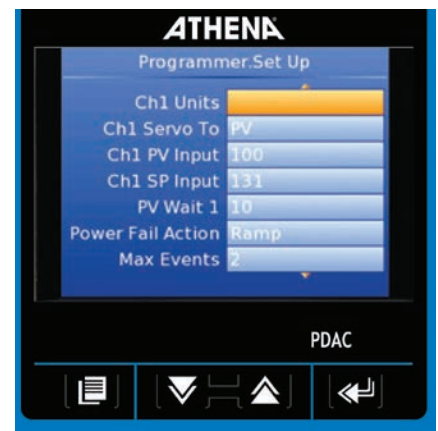 ATHENA
Programmer.Set Up
Ch1 Units
Ch1 Servo To PV
Ch1 PV Input 100
Ch1 SP Input 131
PV Wait 1 10
Power Fail Action Ramp
Max Events 2
PDAC